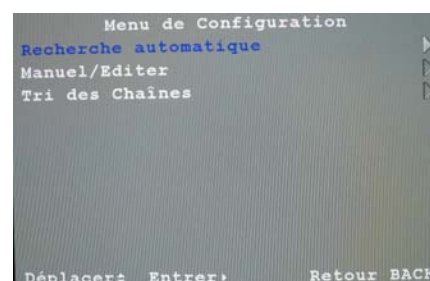 Menu de Configuration
Recherche automatique
Manuel/Editer
Tri des Chaînes
Déplacer Entrer Retour BACK